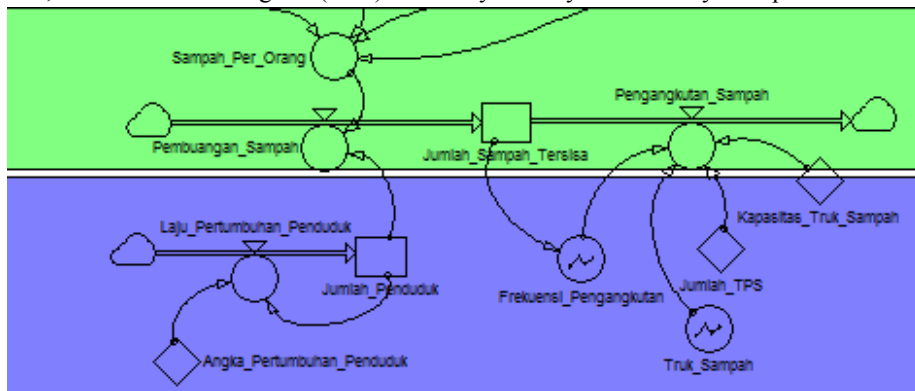 Sampah_Per_Orang
Pengangkutan_Sampah
Pembuangan_Sampah
Jumlah_Sampah_Tersisa
Kapasitas_Truk_Sampah
Laju_Pertumbuhan_Penduduk
Jumlah_Penduduk
Frekuensi_Pengangkutan
Jumlah_TPS
Angka_Pertumbuhan_Penduduk
Truk_Sampah